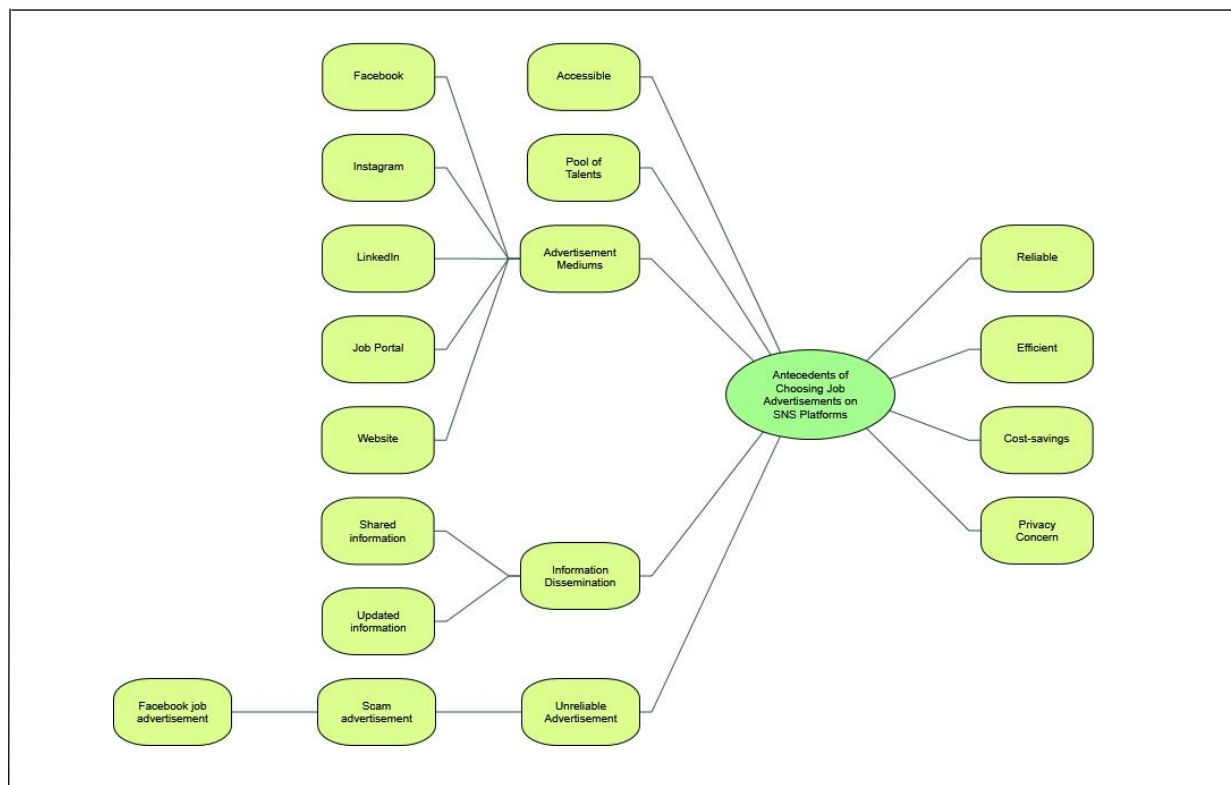 Facebook
Accessible
Instagram
Pool of
Talents
LinkedIn
Advertisement
Mediums
Reliable
Job Portal
Efficient
Antecedents of
Choosing Job
Advertisements on
SNS Platforms
Website
Cost-savings
Shared
information
Privacy
Concern
Information
Dissemination
Updated
information
Facebook job
advertisement
Scam
advertisement
Unreliable
Advertisement